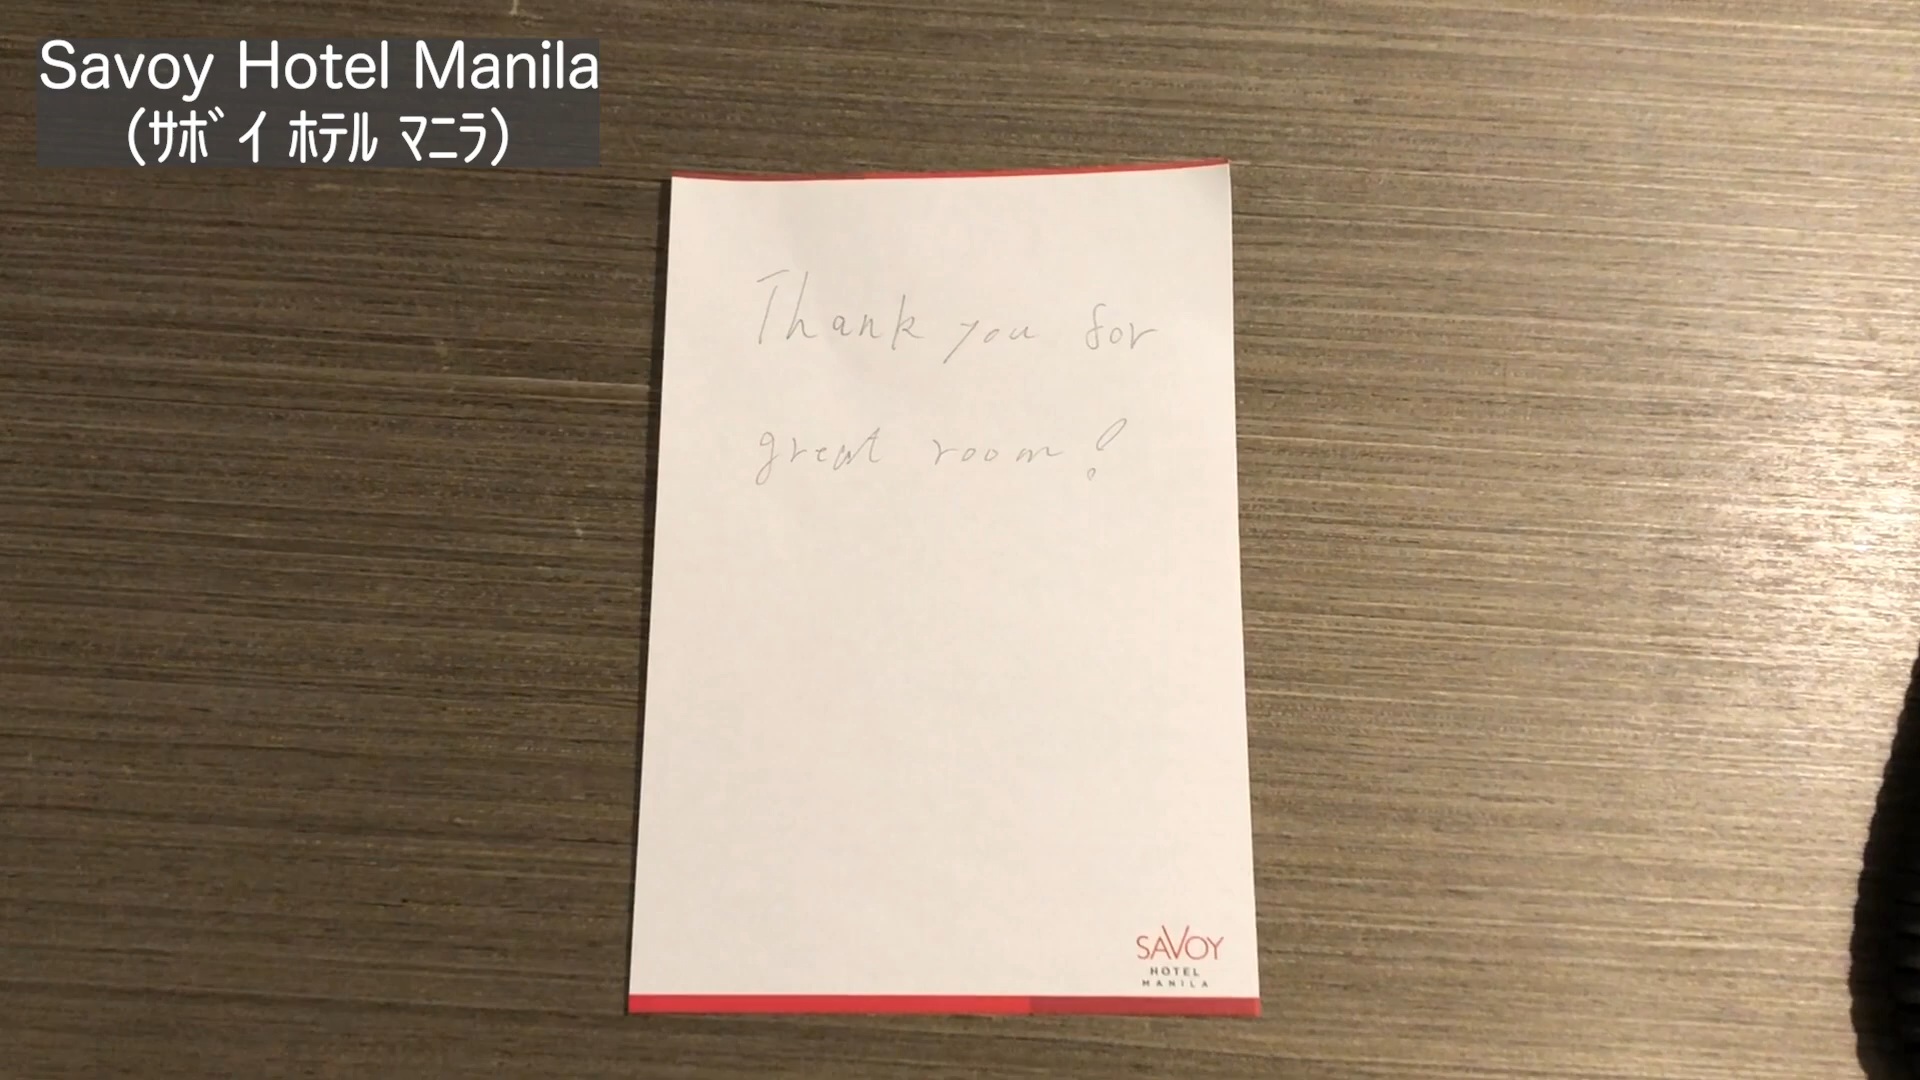 Savoy Hotel Manila
(ｻﾎﾞｲ ﾎﾃﾙ ﾏﾆﾗ)
Thank you for
great room!
SAVOY
HOTEL
MANILA